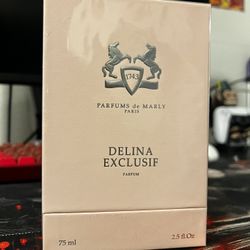 1743
PARFUMS de MARLY
PARIS
DELINA
EXCLUSIF
PARFUM
75 ml 2.5 fl.Oz